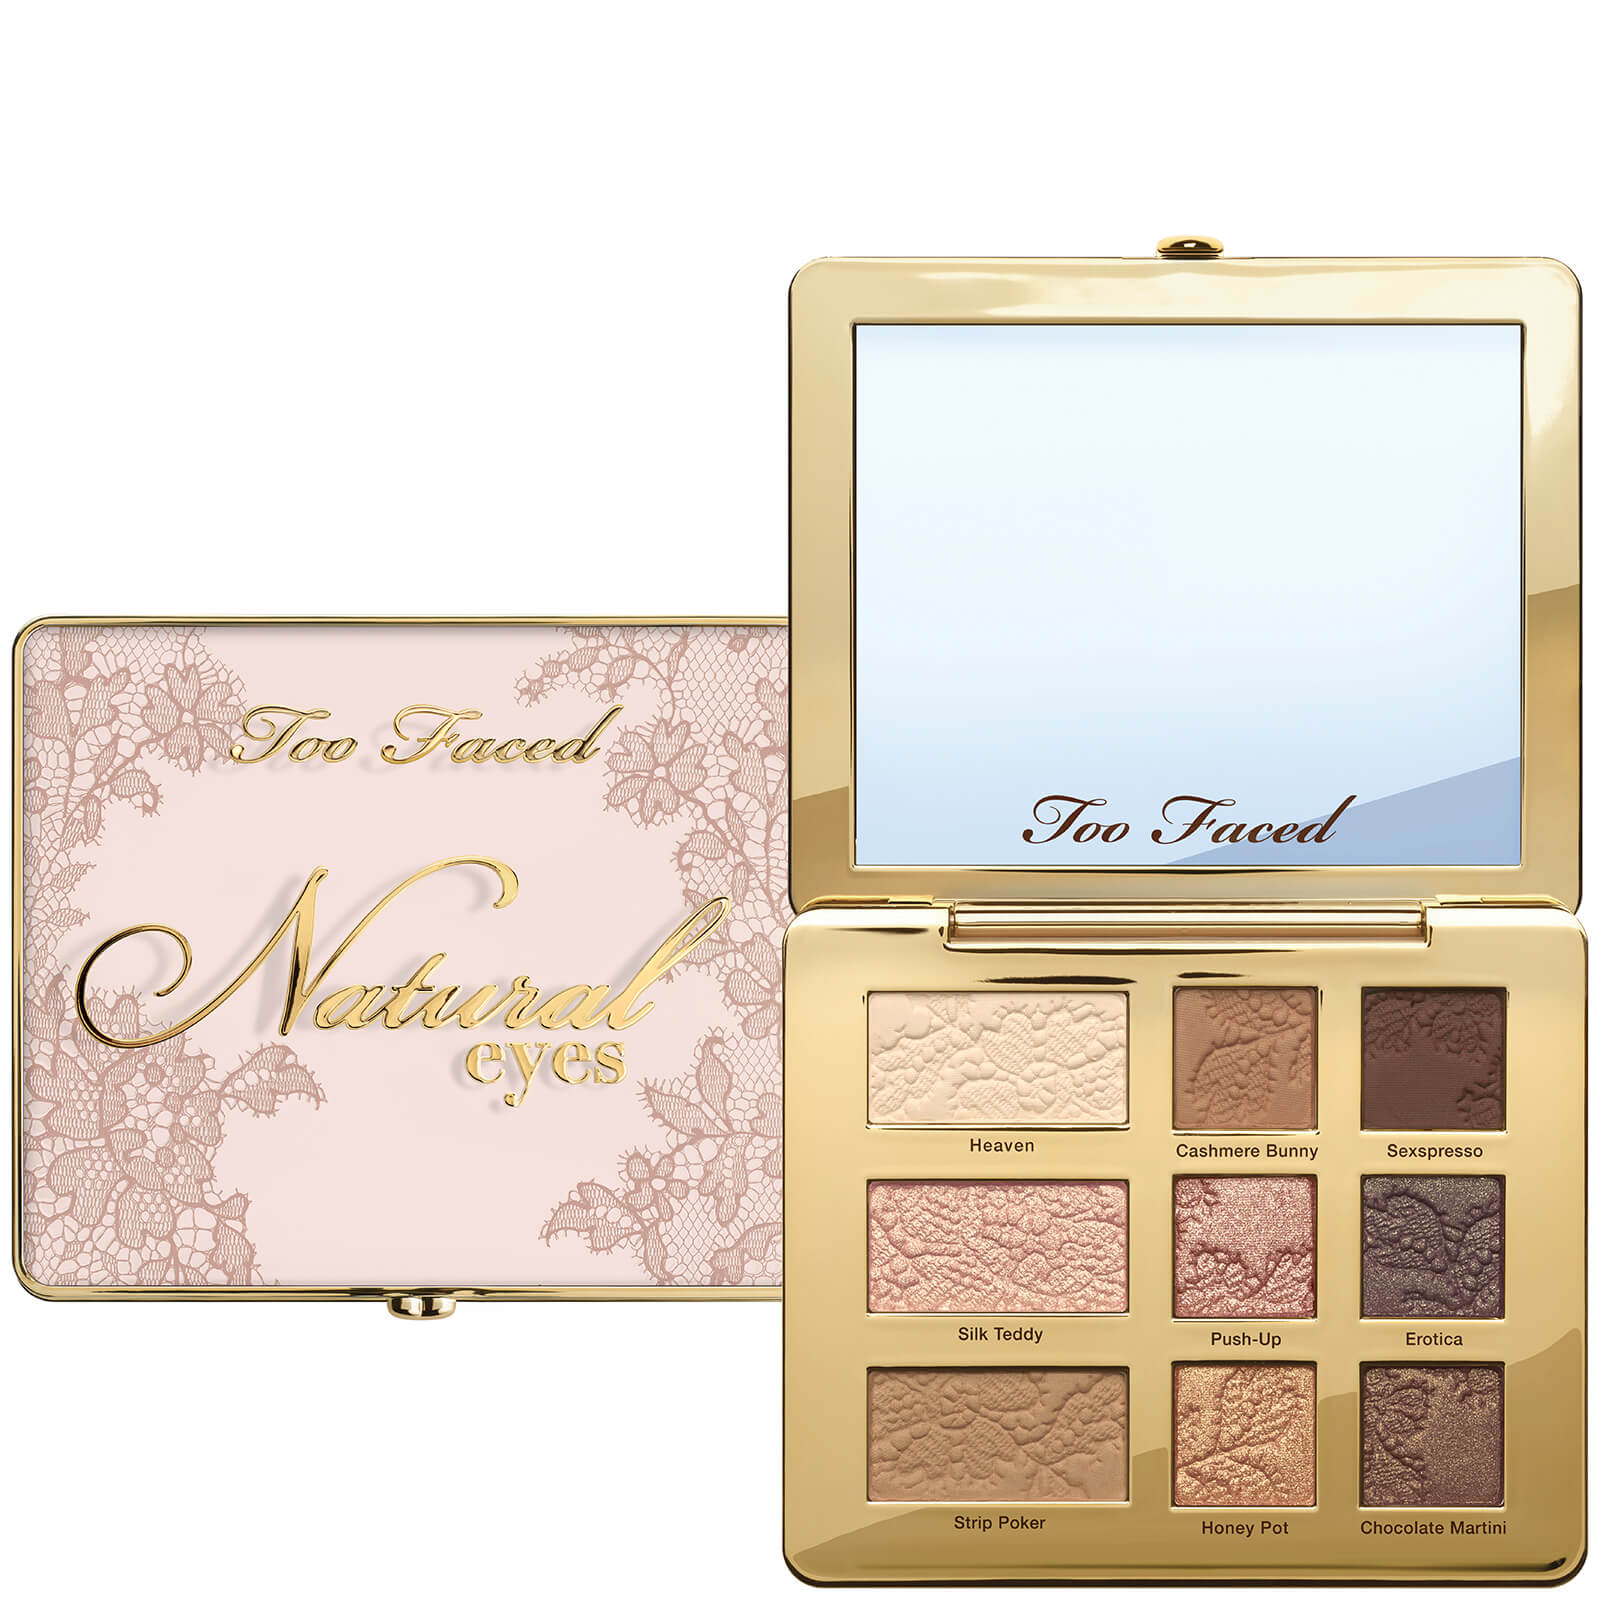 Too Faced
Natural
eyes
Too Faced
Heaven
Cashmere Bunny
Sexspresso
Silk Teddy
Push-Up
Erotica
Strip Poker
Honey Pot
Chocolate Martini